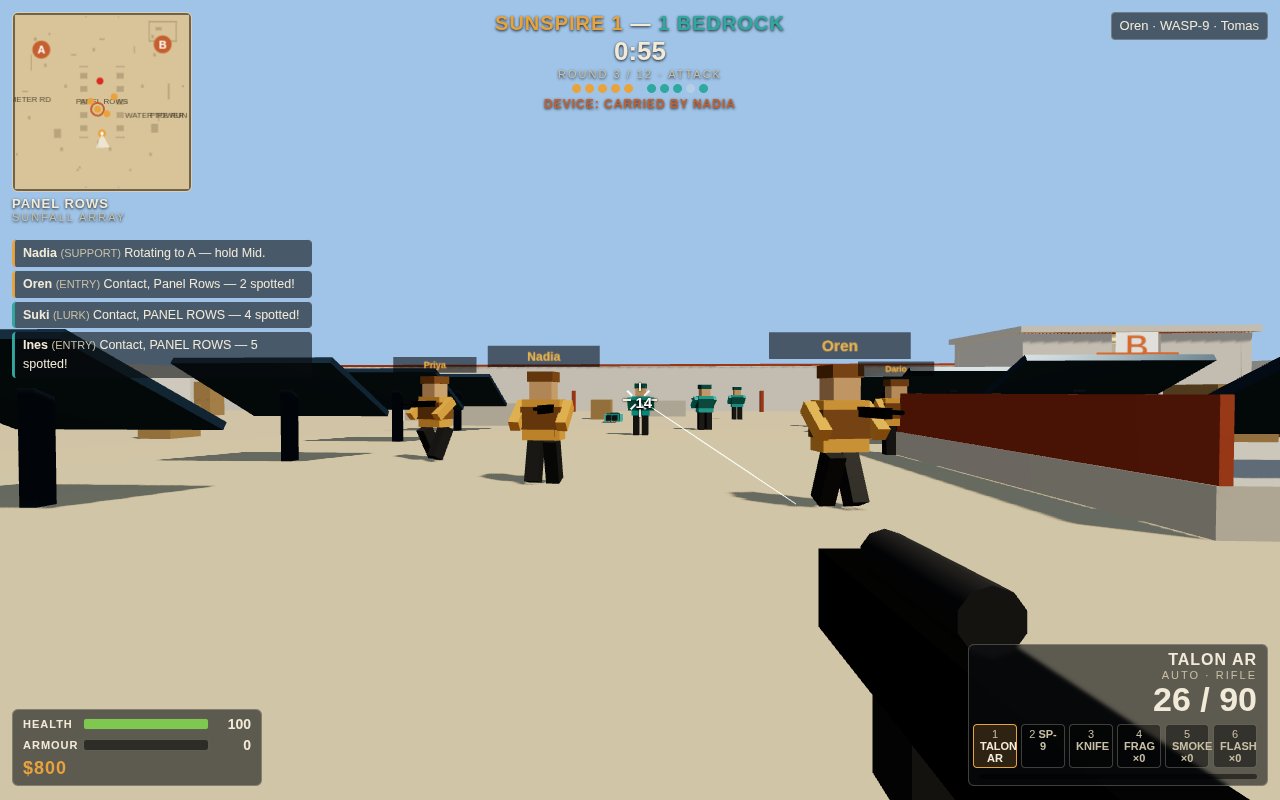 SUNSPIRE 1 — 1 BEDROCK
0:55
ROUND 3 / 12 · ATTACK
DEVICE: CARRIED BY NADIA
Oren · WASP-9 · Tomas
A
B
PANEL ROWS
SUNFALL ARRAY
Nadia (SUPPORT) Rotating to A — hold Mid.
Oren (ENTRY) Contact, Panel Rows — 2 spotted!
Suki (LURK) Contact, PANEL ROWS — 4 spotted!
Ines (ENTRY) Contact, PANEL ROWS — 5
spotted!
Priya
Nadia
Oren
Dario
B
14
HEALTH 100
ARMOUR 0
$800
TALON AR
AUTO · RIFLE
26 / 90
1 TALON AR
2 SP-9
3 KNIFE
4 FRAG ×0
5 SMOKE ×0
6 FLASH ×0